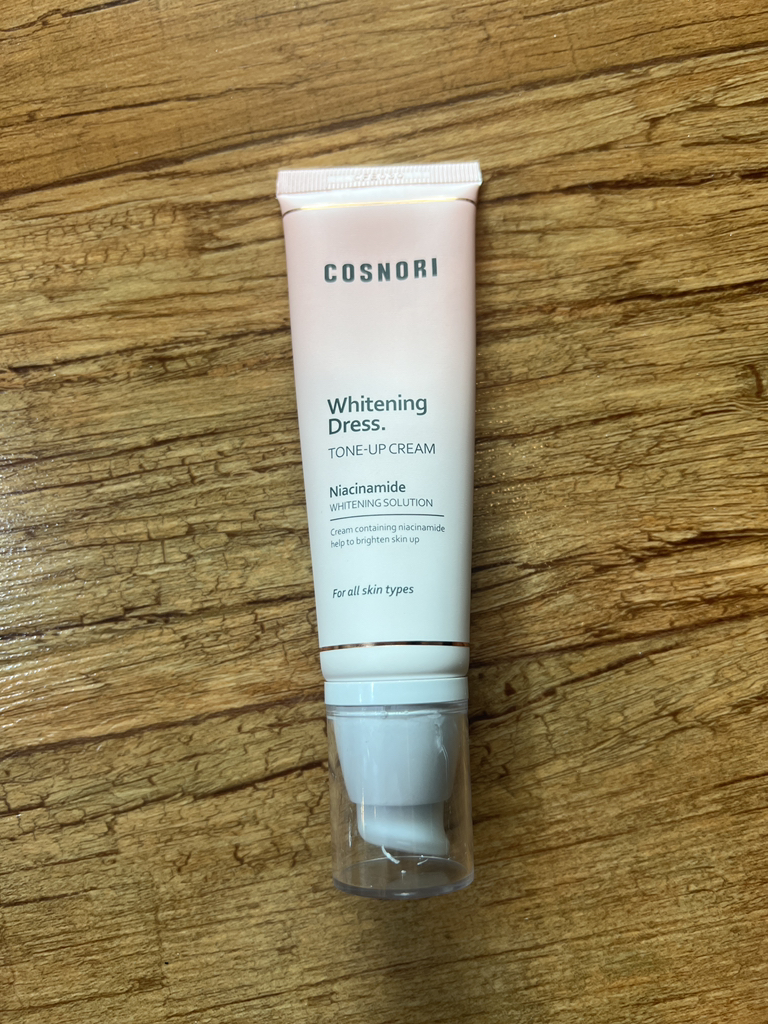 COSNORI
Whitening
Dress.
TONE-UP CREAM
Niacinamide
WHITENING SOLUTION
Cream containing niacinamide
help to brighten skin up
For all skin types